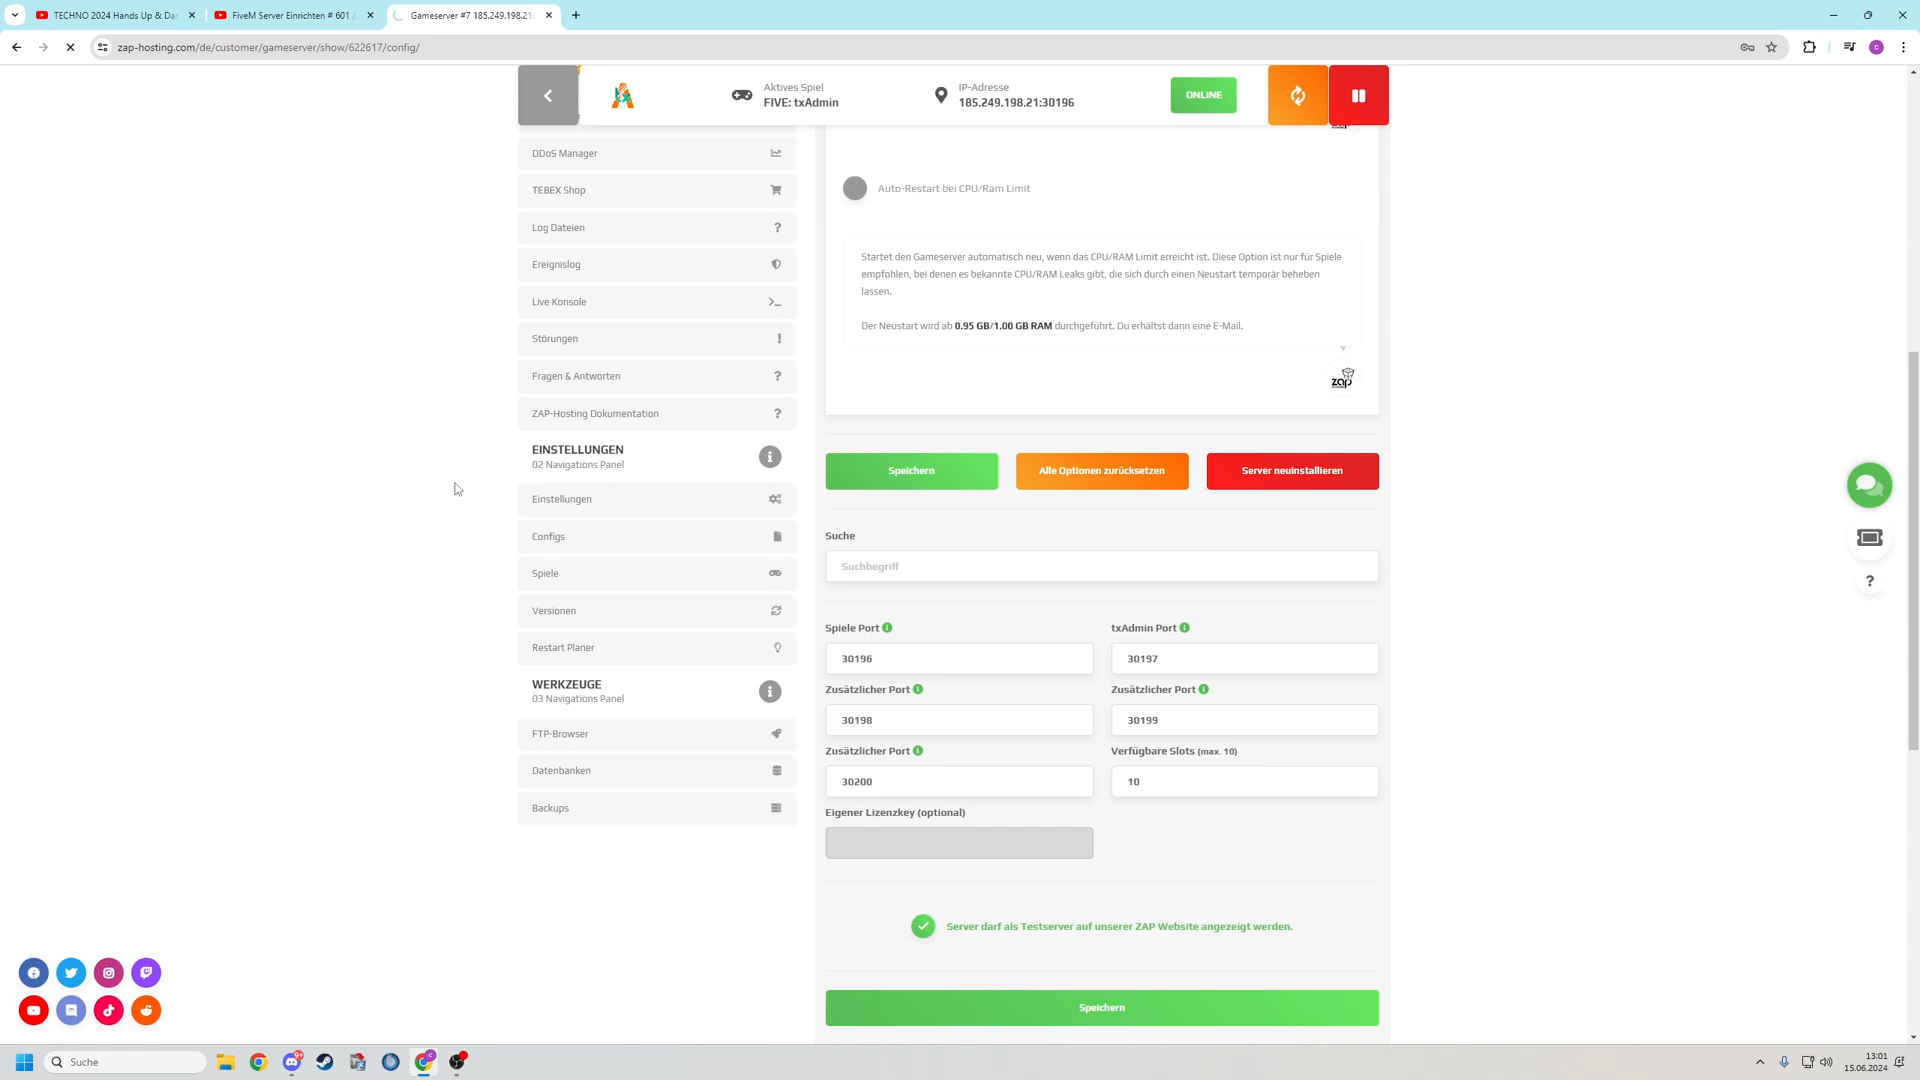 TECHNO 2024 Hands Up & Dan
FiveM Server Einrichten # 601 /
Gameserver #7 185.249.198.21:
zap-hosting.com/de/customer/gameserver/show/622617/config/
Aktives Spiel
FIVE: txAdmin
IP-Adresse
185.249.198.21:30196
ONLINE
DDoS Manager
TEBEX Shop
Log Dateien
Ereignislog
Live Konsole
Störungen
Fragen & Antworten
ZAP-Hosting Dokumentation
EINSTELLUNGEN
02 Navigations Panel
Einstellungen
Configs
Spiele
Versionen
Restart Planer
WERKZEUGE
03 Navigations Panel
FTP-Browser
Datenbanken
Backups
Auto-Restart bei CPU/Ram Limit
Startet den Gameserver automatisch neu, wenn das CPU/RAM Limit erreicht ist. Diese Option ist nur für Spiele
empfohlen, bei denen es bekannte CPU/RAM Leaks gibt, die sich durch einen Neustart temporär beheben
lassen.
Der Neustart wird ab 0.95 GB/1.00 GB RAM durchgeführt. Du erhältst dann eine E-Mail.
zap
Speichern
Alle Optionen zurücksetzen
Server neuinstallieren
Suche
Suchbegriff
Spiele Port
txAdmin Port
30196
30197
Zusätzlicher Port
Zusätzlicher Port
30198
30199
Zusätzlicher Port
Verfügbare Slots (max. 10)
30200
10
Eigener Lizenzkey (optional)
Server darf als Testserver auf unserer ZAP Website angezeigt werden.
Speichern
Suche
9+
13:01
15.06.2024